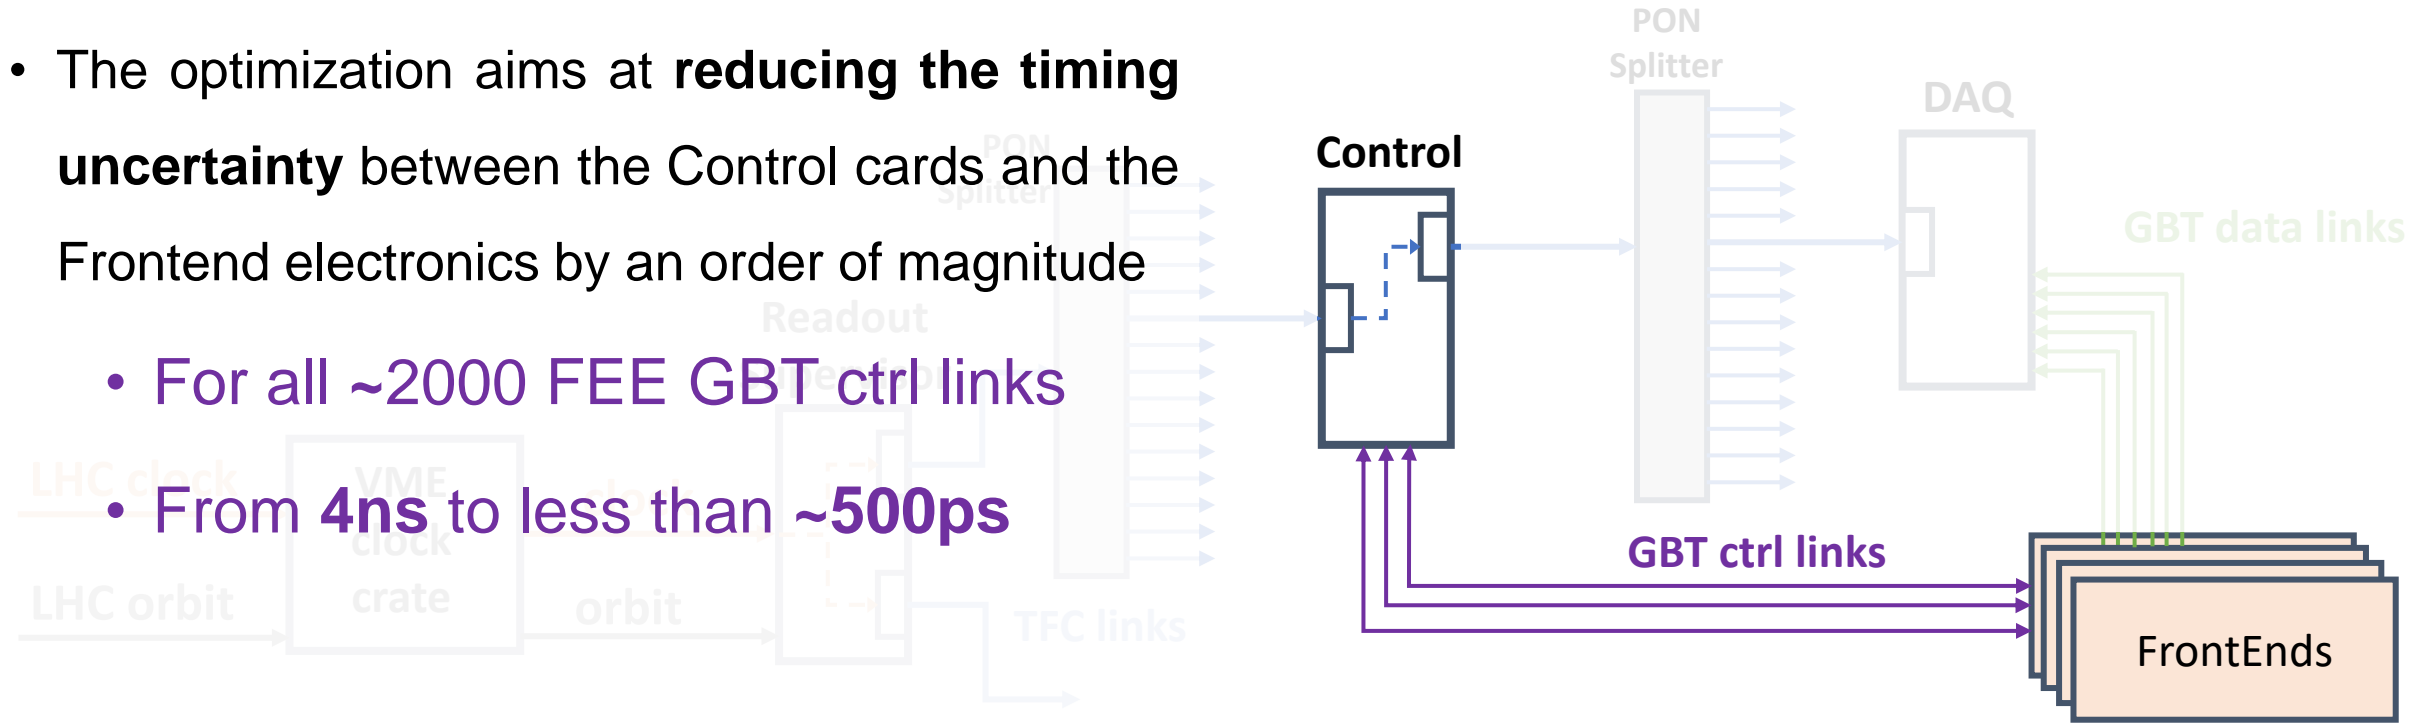 • The optimization aims at reducing the timing
uncertainty between the Control cards and the
Frontend electronics by an order of magnitude
• For all ~2000 FEE GBT ctrl links
• From 4ns to less than ~500ps
PON
Splitter
Readout
Supervisor
LHC clock
LHC orbit
VME
clock
crate
clock
orbit
TFC links
Control
PON
Splitter
DAQ
GBT data links
GBT ctrl links
FrontEnds